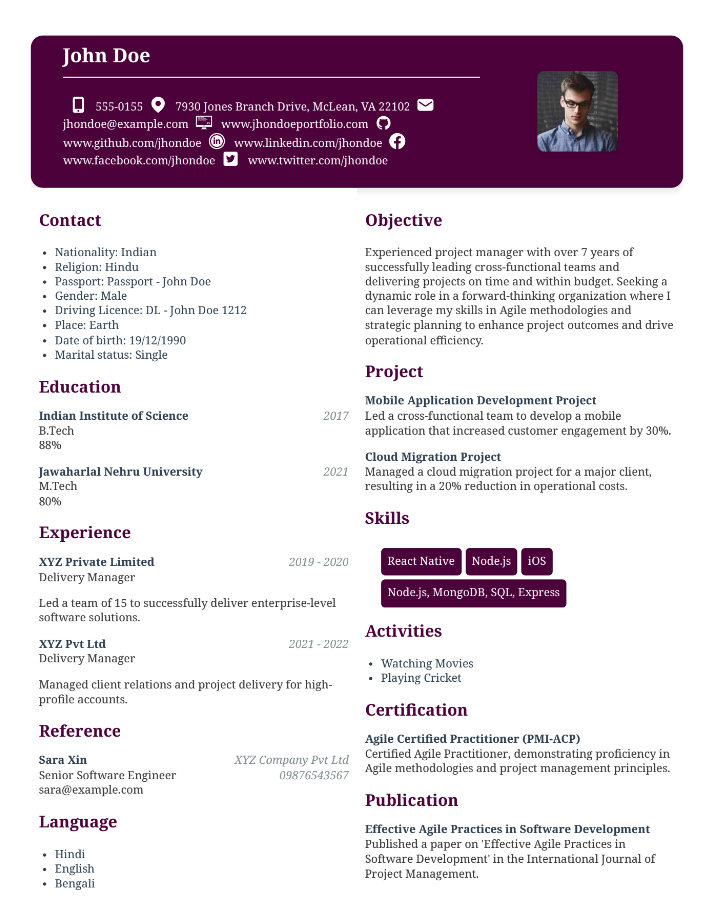 John Doe
555-0155 7930 Jones Branch Drive, McLean, VA 22102
jhondoe@example.com www.jhondoeportfolio.com
www.github.com/jhondoe www.linkedin.com/jhondoe
www.facebook.com/jhondoe www.twitter.com/jhondoe
Contact
• Nationality: Indian
• Religion: Hindu
• Passport: Passport - John Doe
• Gender: Male
• Driving Licence: DL - John Doe 1212
• Place: Earth
• Date of birth: 19/12/1990
• Marital status: Single
Education
Indian Institute of Science 2017
B.Tech
88%
Jawaharlal Nehru University 2021
M.Tech
80%
Experience
XYZ Private Limited 2019 - 2020
Delivery Manager
Led a team of 15 to successfully deliver enterprise-level
software solutions.
XYZ Pvt Ltd 2021 - 2022
Delivery Manager
Managed client relations and project delivery for high-
profile accounts.
Reference
Sara Xin XYZ Company Pvt Ltd
Senior Software Engineer 09876543567
sara@example.com
Language
• Hindi
• English
• Bengali
Objective
Experienced project manager with over 7 years of
successfully leading cross-functional teams and
delivering projects on time and within budget. Seeking a
dynamic role in a forward-thinking organization where I
can leverage my skills in Agile methodologies and
strategic planning to enhance project outcomes and drive
operational efficiency.
Project
Mobile Application Development Project
Led a cross-functional team to develop a mobile
application that increased customer engagement by 30%.
Cloud Migration Project
Managed a cloud migration project for a major client,
resulting in a 20% reduction in operational costs.
Skills
React Native Node.js iOS
Node.js, MongoDB, SQL, Express
Activities
• Watching Movies
• Playing Cricket
Certification
Agile Certified Practitioner (PMI-ACP)
Certified Agile Practitioner, demonstrating proficiency in
Agile methodologies and project management principles.
Publication
Effective Agile Practices in Software Development
Published a paper on 'Effective Agile Practices in
Software Development' in the International Journal of
Project Management.